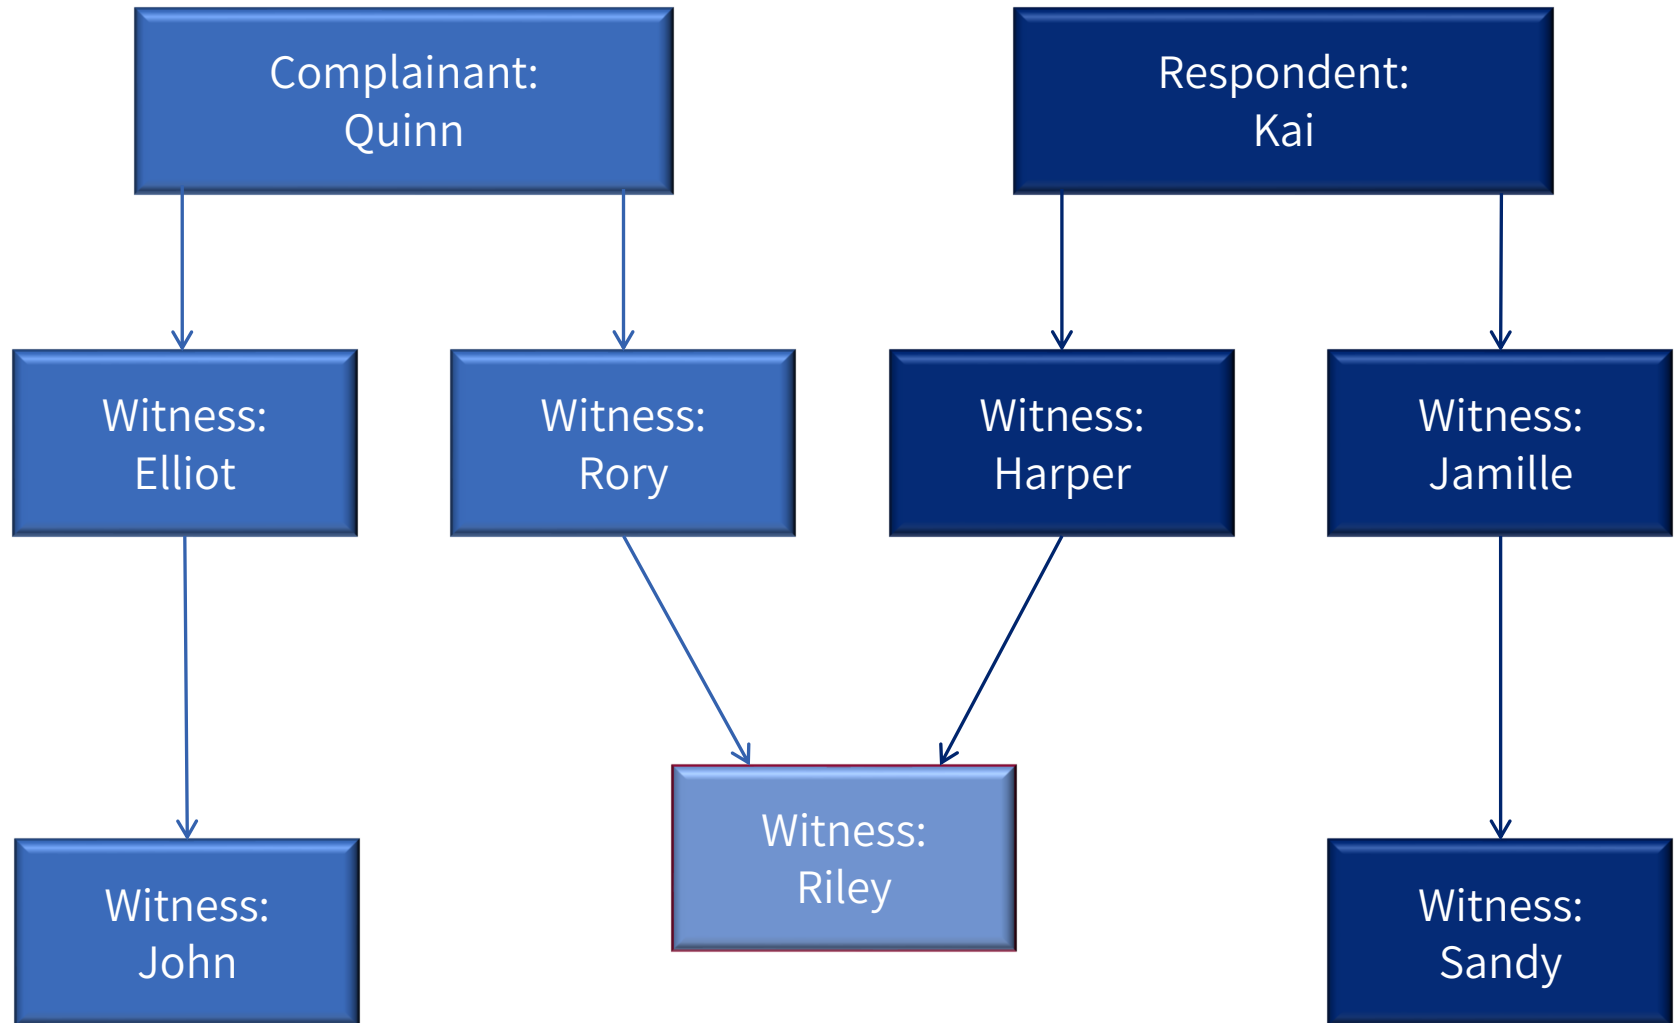 Complainant:
Quinn
Respondent:
Kai
Witness:
Elliot
Witness:
Rory
Witness:
Harper
Witness:
Jamille
Witness:
Riley
Witness:
John
Witness:
Sandy